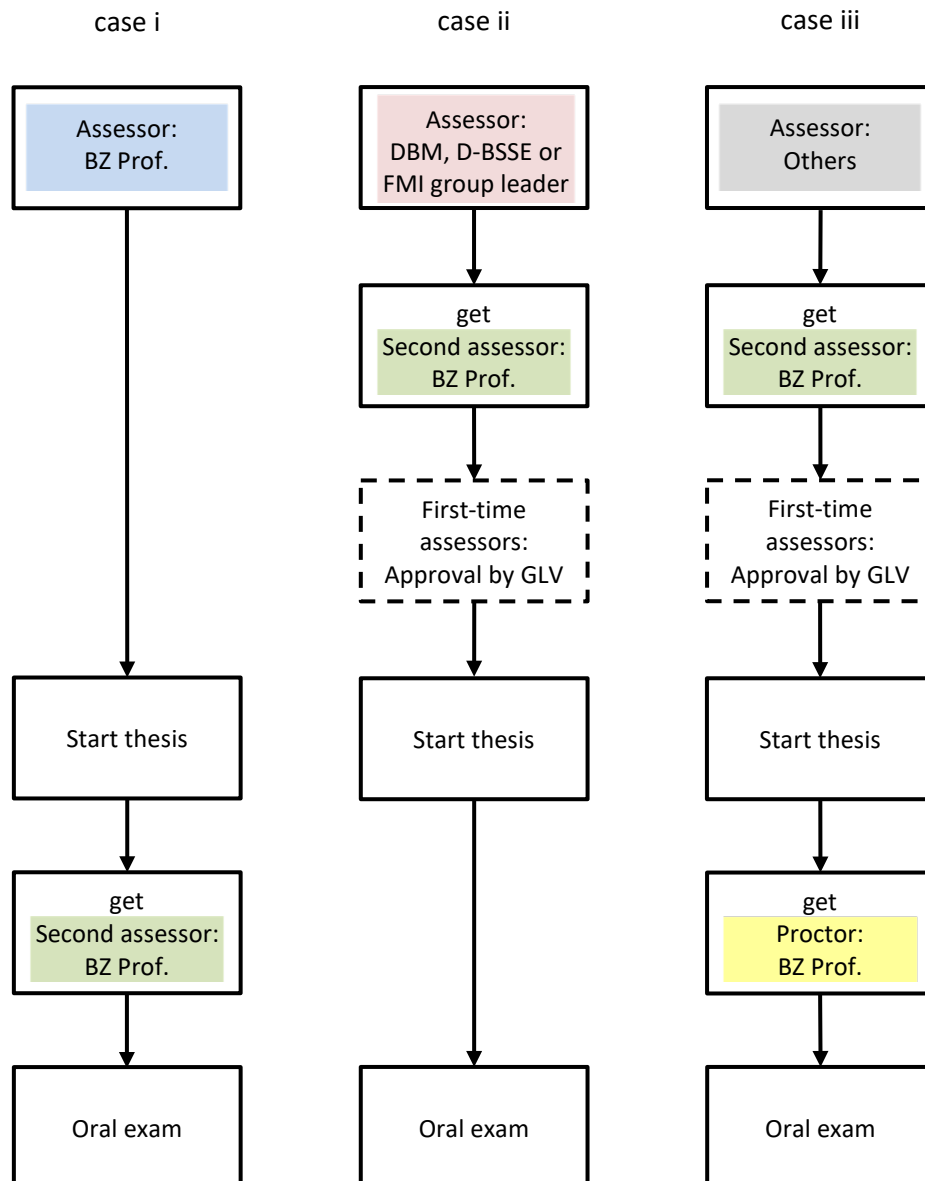 case i
case ii
case iii
Assessor:
BZ Prof.
Assessor:
DBM, D-BSSE or
FMI group leader
Assessor:
Others
get
Second assessor:
BZ Prof.
get
Second assessor:
BZ Prof.
First-time
assessors:
Approval by GLV
First-time
assessors:
Approval by GLV
Start thesis
Start thesis
Start thesis
get
Second assessor:
BZ Prof.
get
Proctor:
BZ Prof.
Oral exam
Oral exam
Oral exam